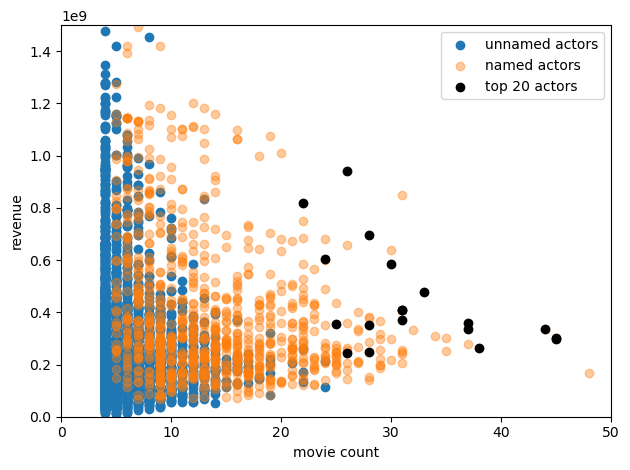 1e9
1.4
1.2
1.0
0.8
0.6
0.4
0.2
0.0
revenue
0 10 20 30 40 50
movie count
unnamed actors
named actors
top 20 actors